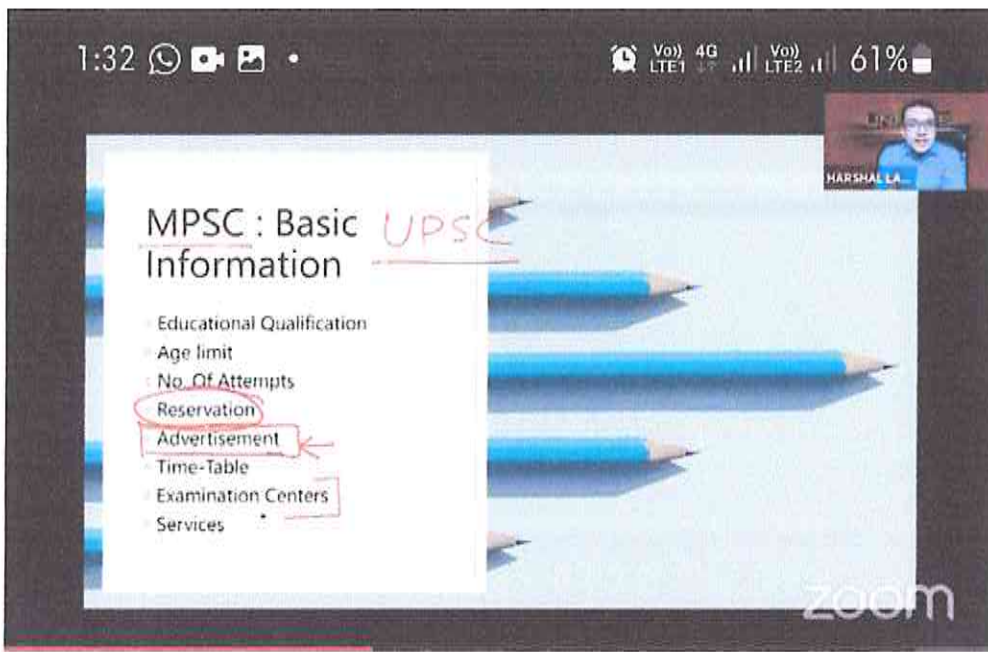 1:32
Vo)) LTE1 4G Vo)) LTE2 61%
HARSHAL LA...
MPSC : Basic UPSC
Information
Educational Qualification
Age limit
No. Of Attempts
Reservation
Advertisement
Time-Table
Examination Centers
Services
zoom